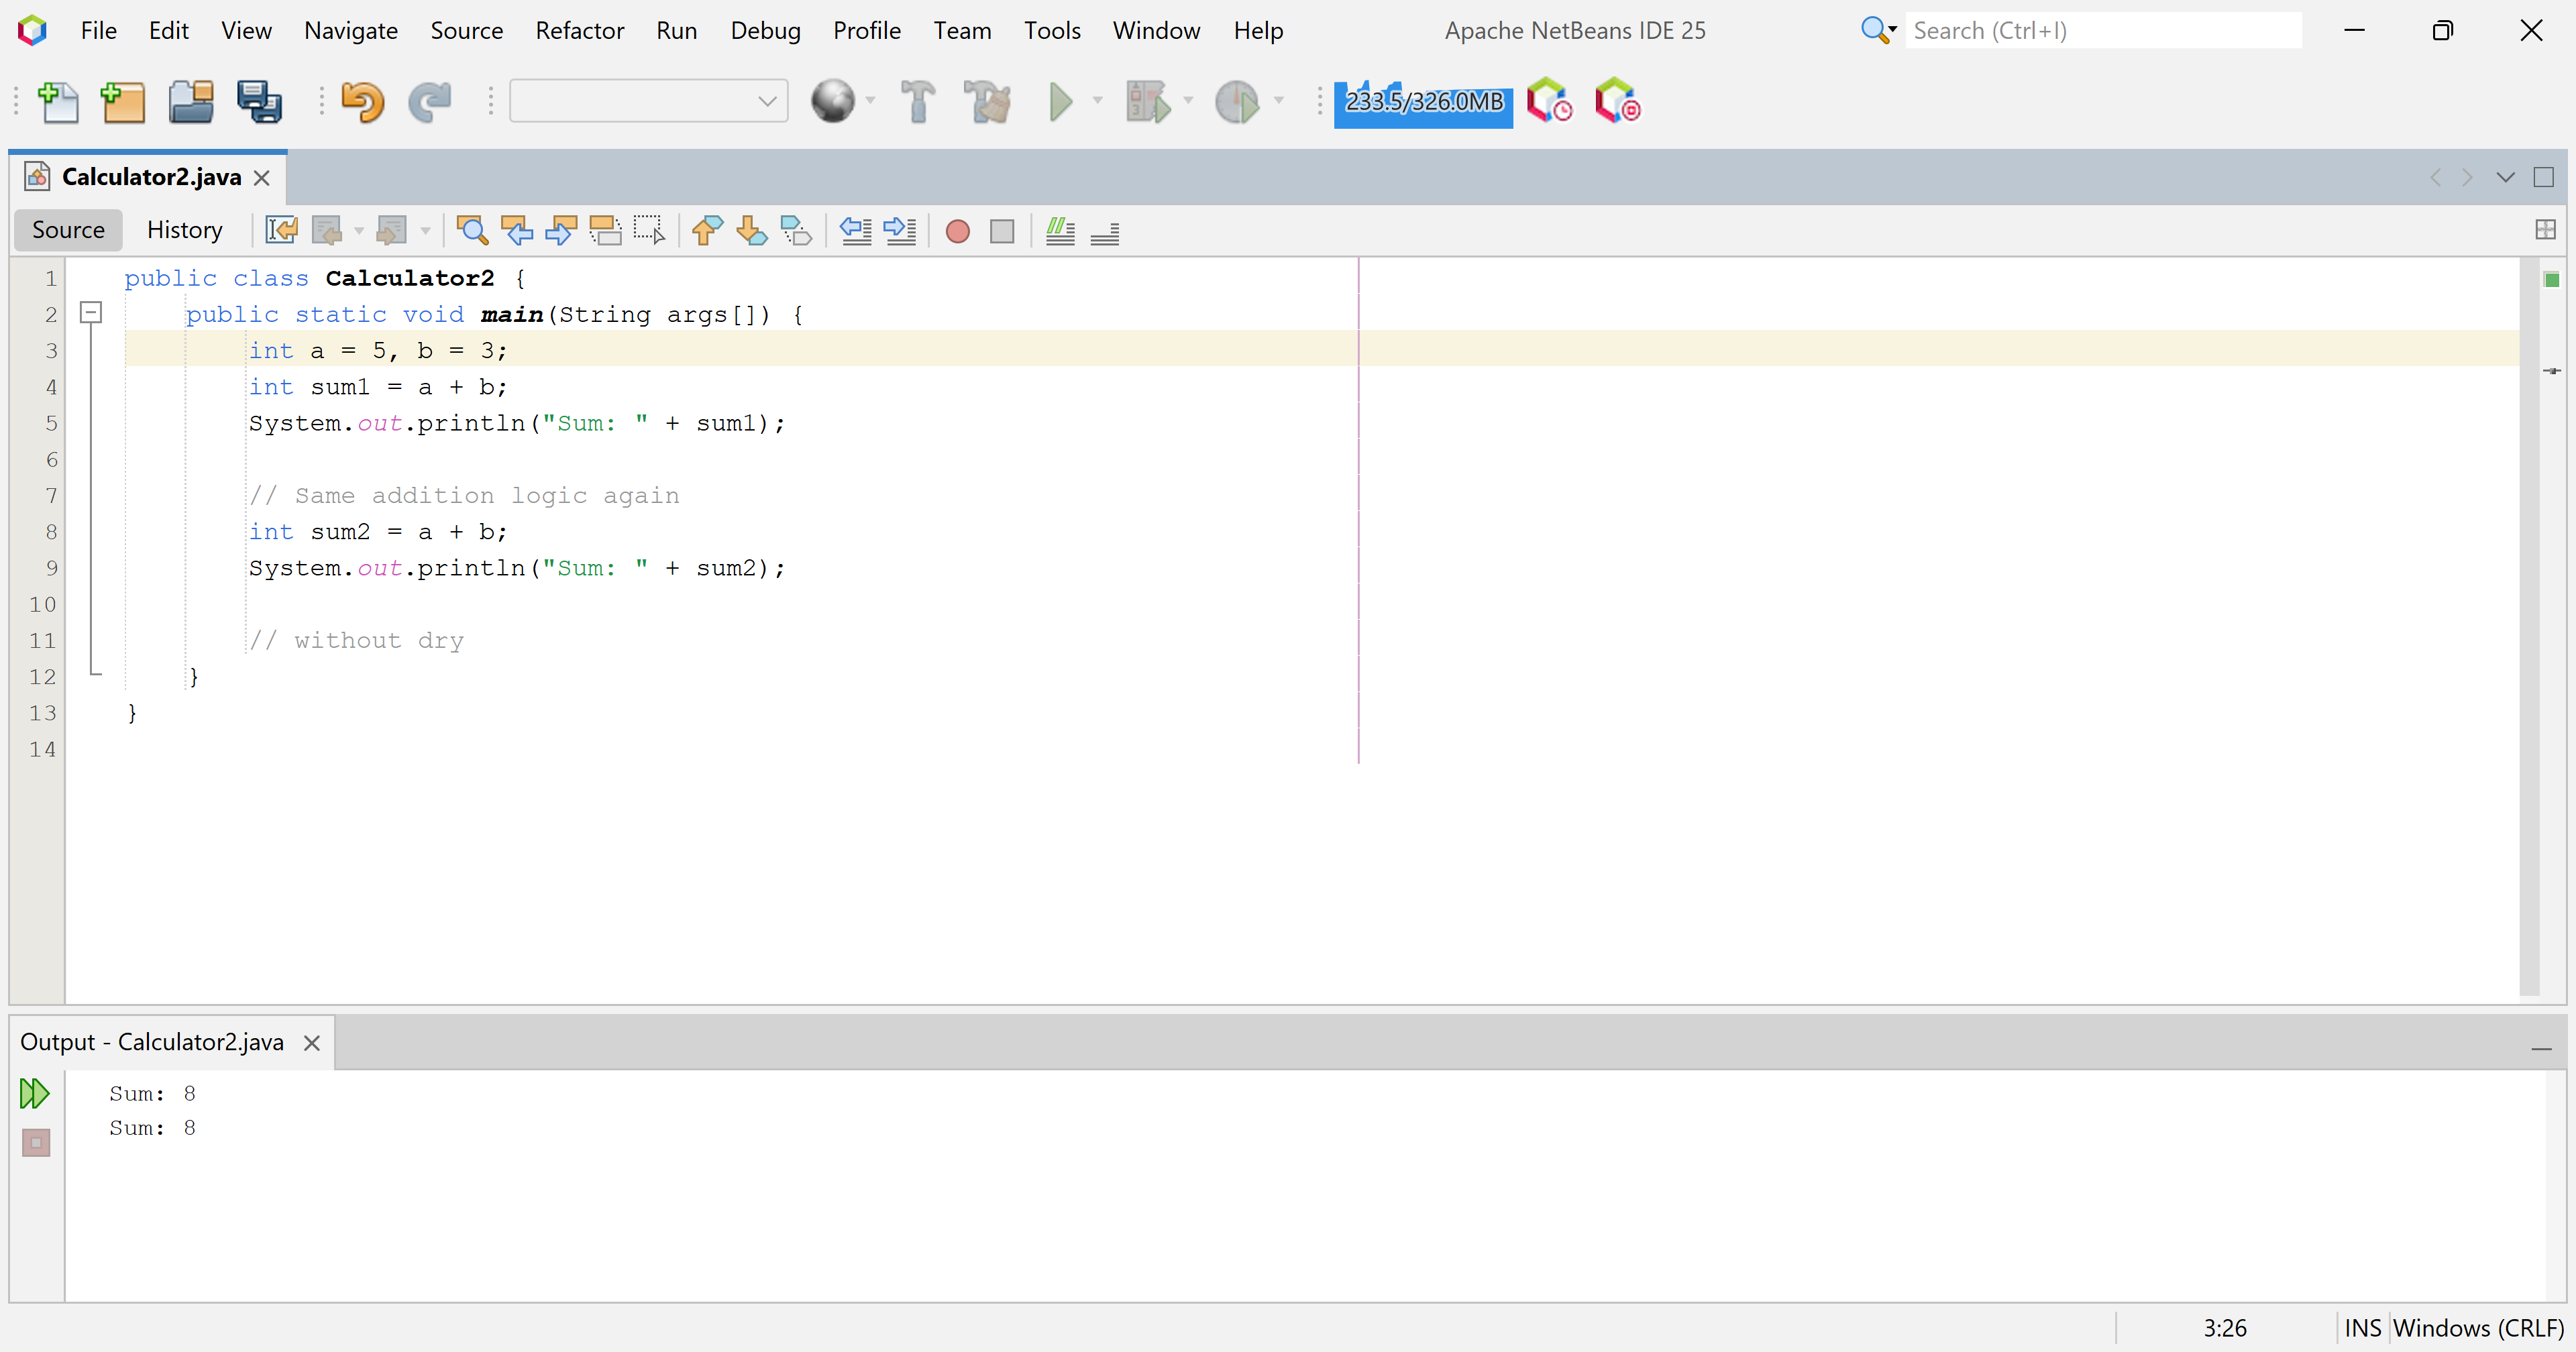 File Edit View Navigate Source Refactor Run Debug Profile Team Tools Window Help Apache NetBeans IDE 25 Search (Ctrl+I)
233.5/326.0MB
Calculator2.java
Source History
1 public class Calculator2 {
2 public static void main(String args[]) {
3 int a = 5, b = 3;
4 int sum1 = a + b;
5 System.out.println("Sum: " + sum1);
6
7 // Same addition logic again
8 int sum2 = a + b;
9 System.out.println("Sum: " + sum2);
10
11 // without dry
12 }
13 }
14
Output - Calculator2.java
Sum: 8
Sum: 8
3:26 INS Windows (CRLF)